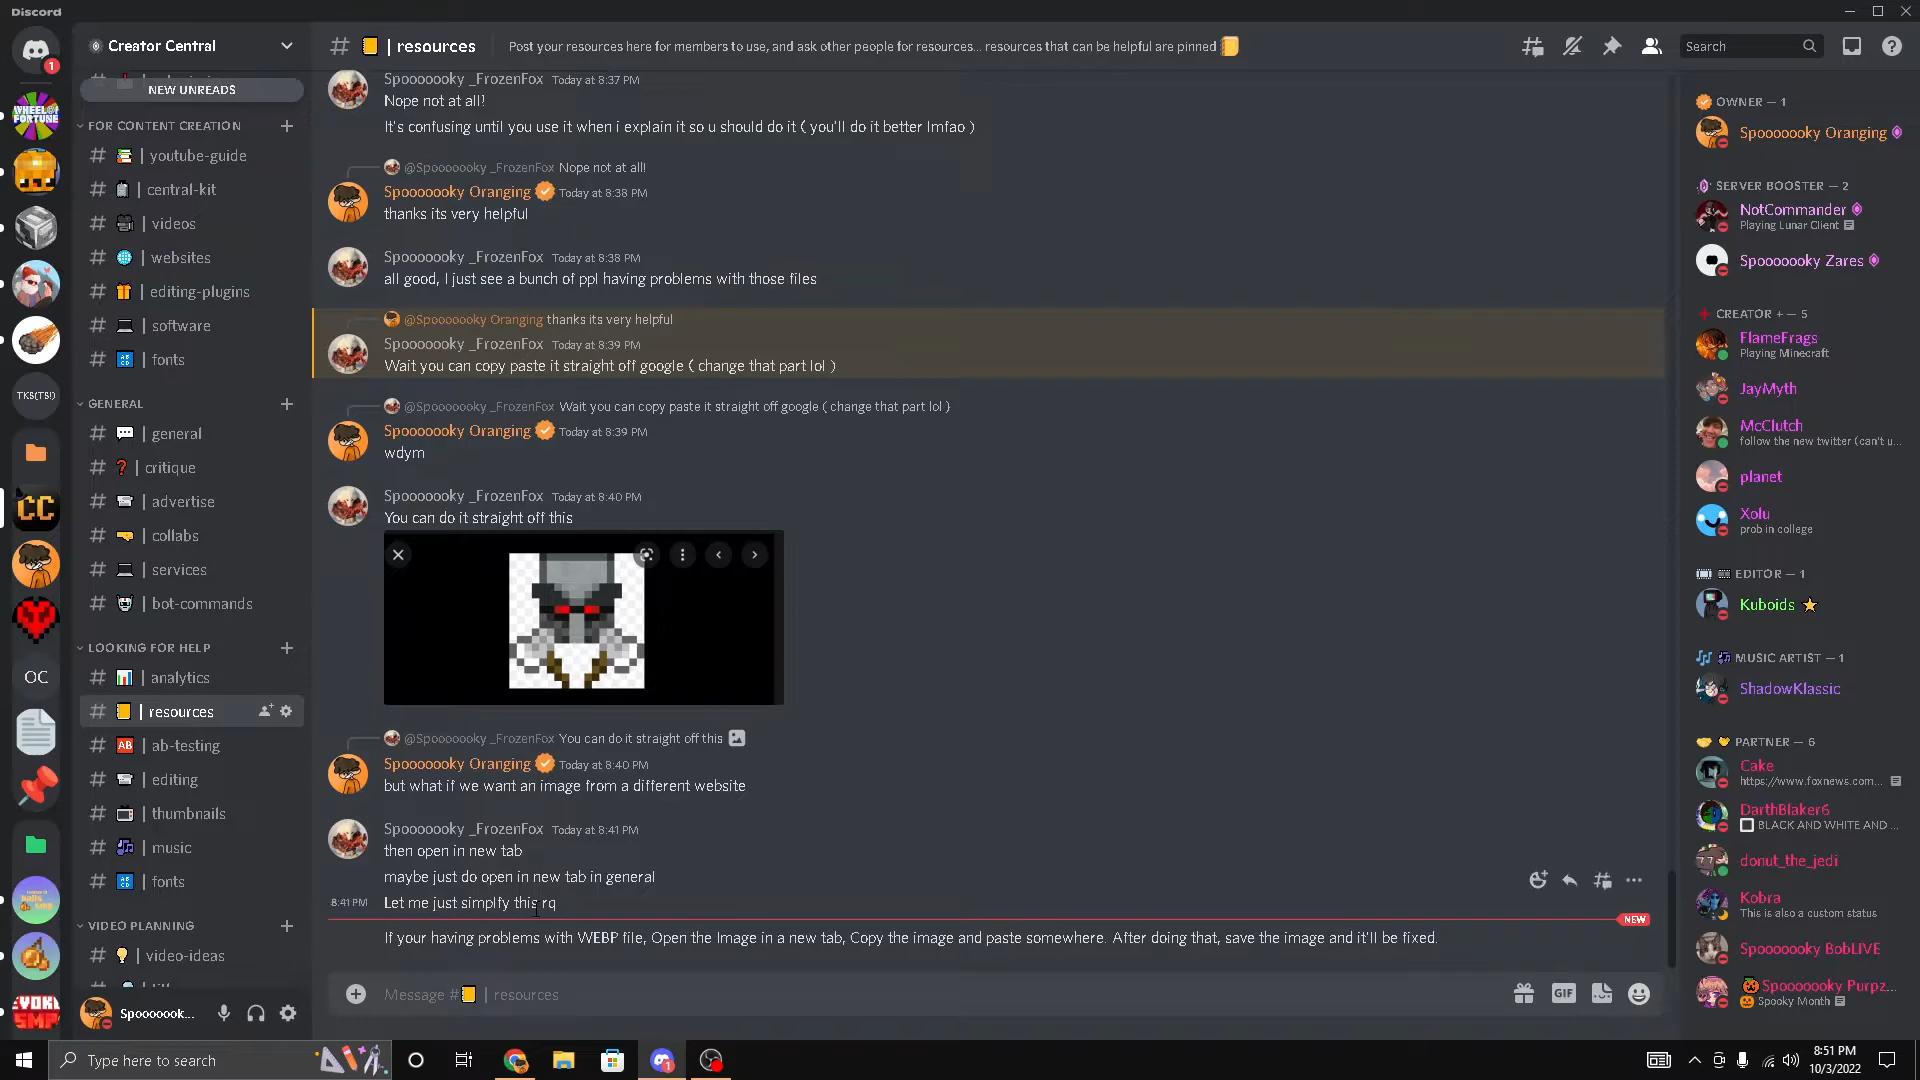 Discord
Creator Central
| resources
Post your resources here for members to use, and ask other people for resources... resources that can be helpful are pinned
Search
1
NEW UNREADS
FOR CONTENT CREATION
| youtube-guide
| central-kit
| videos
| websites
| editing-plugins
| software
| fonts
GENERAL
| general
| critique
| advertise
| collabs
| services
| bot-commands
LOOKING FOR HELP
| analytics
| resources
| ab-testing
| editing
| thumbnails
| music
| fonts
VIDEO PLANNING
| video-ideas
Spooooook...
WHEEL OF FORTUNE
TKS(TS!)
CC
OC
Spooooooky _FrozenFox Today at 8:37 PM
Nope not at all!
It's confusing until you use it when i explain it so u should do it ( you'll do it better lmfao )
@Spooooooky _FrozenFox Nope not at all!
Spooooooky Oranging Today at 8:38 PM
thanks its very helpful
Spooooooky _FrozenFox Today at 8:38 PM
all good, I just see a bunch of ppl having problems with those files
@Spooooooky Oranging thanks its very helpful
Spooooooky _FrozenFox Today at 8:39 PM
Wait you can copy paste it straight off google ( change that part lol )
@Spooooooky _FrozenFox Wait you can copy paste it straight off google ( change that part lol )
Spooooooky Oranging Today at 8:39 PM
wdym
Spooooooky _FrozenFox Today at 8:40 PM
You can do it straight off this
@Spooooooky _FrozenFox You can do it straight off this
Spooooooky Oranging Today at 8:40 PM
but what if we want an image from a different website
Spooooooky _FrozenFox Today at 8:41 PM
then open in new tab
maybe just do open in new tab in general
8:41 PM Let me just simplfy this rq
NEW
If your having problems with WEBP file, Open the Image in a new tab, Copy the image and paste somewhere. After doing that, save the image and it'll be fixed.
Message # | resources
GIF
OWNER — 1
Spooooooky Oranging
SERVER BOOSTER — 2
NotCommander
Playing Lunar Client
Spooooooky Zares
CREATOR + — 5
FlameFrags
Playing Minecraft
JayMyth
McClutch
follow the new twitter (can't u...
planet
Xolu
prob in college
EDITOR — 1
Kuboids
MUSIC ARTIST — 1
ShadowKlassic
PARTNER — 6
Cake
https://www.foxnews.com...
DarthBlaker6
BLACK AND WHITE AND ...
donut_the_jedi
Kobra
This is also a custom status
Spooooooky BobLIVE
Spooooooky Purpz...
Spooky Month
Type here to search
8:51 PM
10/3/2022